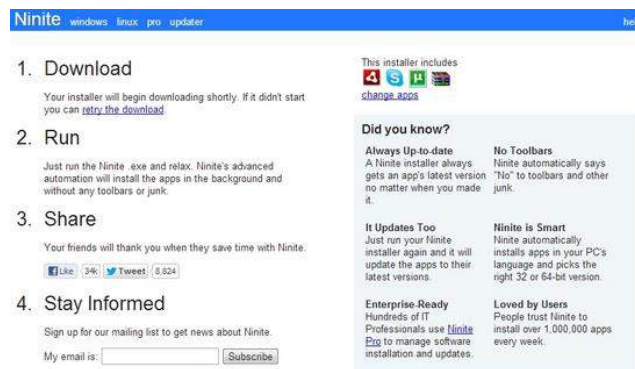 Ninite windows linux pro updater he
1. Download
Your installer will begin downloading shortly. If it didn't start
you can retry the download.
2. Run
Just run the Ninite .exe and relax. Ninite's advanced
automation will install the apps in the background and
without any toolbars or junk.
3. Share
Your friends will thank you when they save time with Ninite.
Like 34k Tweet 8,824
4. Stay Informed
Sign up for our mailing list to get news about Ninite.
My email is: Subscribe
This installer includes
change apps
Did you know?
Always Up-to-date
A Ninite installer always
gets an app's latest version
no matter when you made
it.
No Toolbars
Ninite automatically says
"No" to toolbars and other
junk.
It Updates Too
Just run your Ninite
installer again and it will
update the apps to their
latest versions.
Ninite is Smart
Ninite automatically
installs apps in your PC's
language and picks the
right 32 or 64-bit version.
Enterprise-Ready
Hundreds of IT
Professionals use Ninite
Pro to manage software
installation and updates.
Loved by Users
People trust Ninite to
install over 1,000,000 apps
every week.